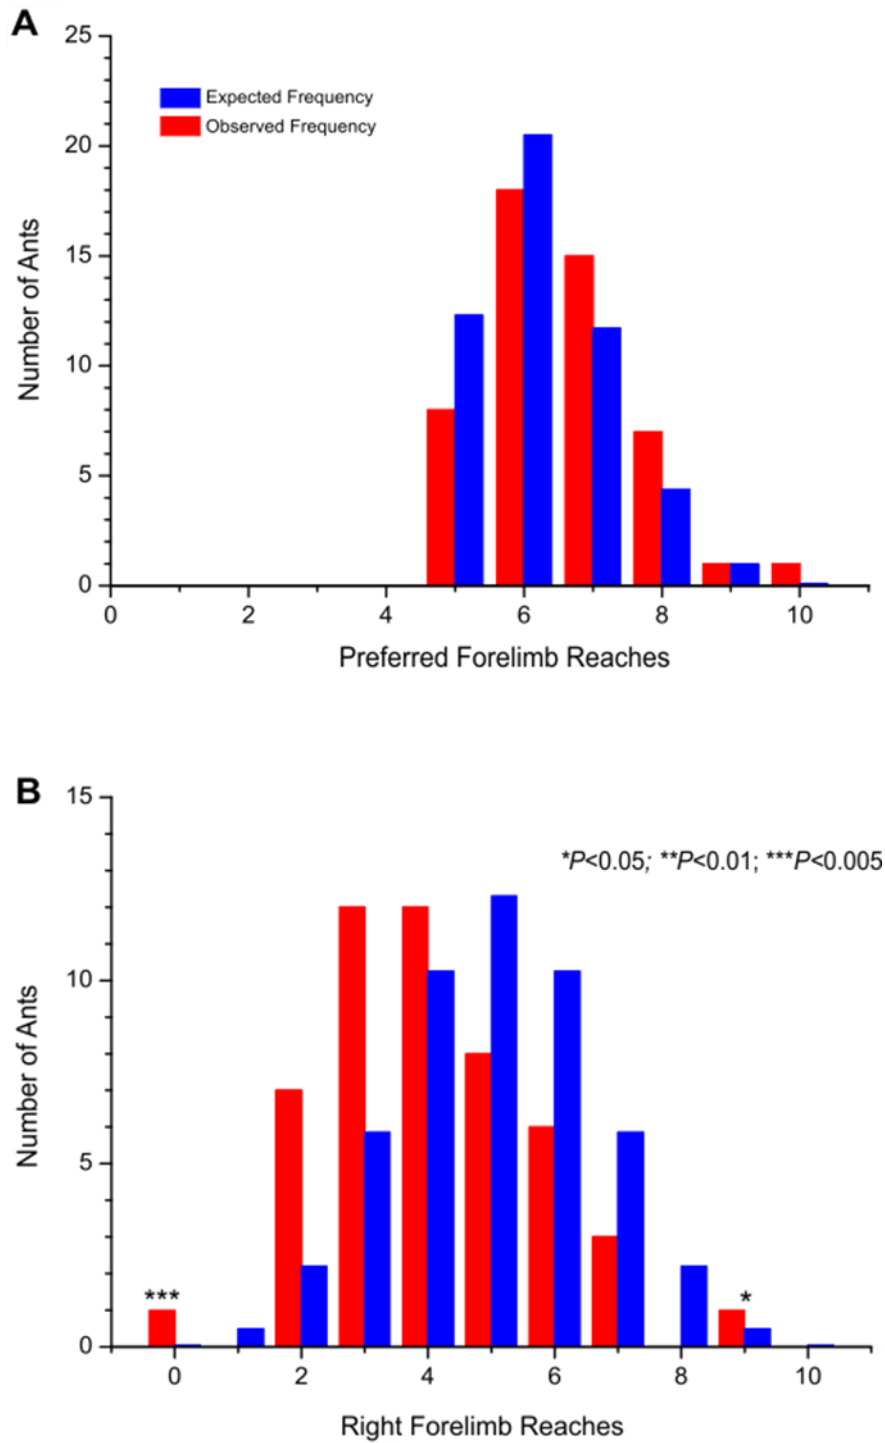 A
25
Expected Frequency
Observed Frequency
20
15
10
5
0
Number of Ants
0 2 4 6 8 10
Preferred Forelimb Reaches
B
15
*P<0.05; **P<0.01; ***P<0.005
10
5
0
Number of Ants
***
*
0 2 4 6 8 10
Right Forelimb Reaches